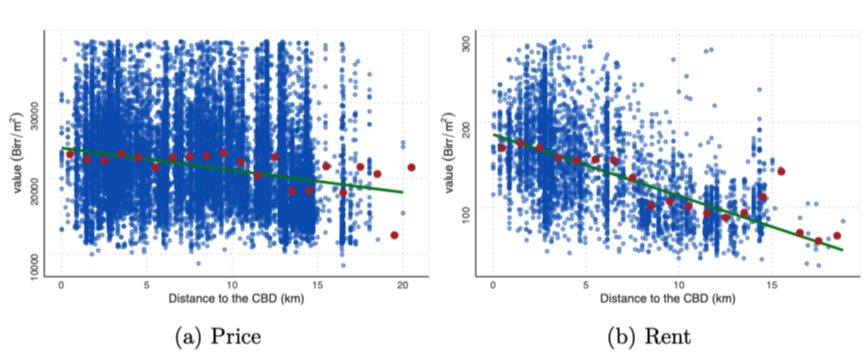 30000
20000
10000
value (Birr/m²)
0 5 10 15 20
Distance to the CBD (km)
(a) Price
300
200
100
value (Birr/m²)
0 5 10 15
Distance to the CBD (km)
(b) Rent